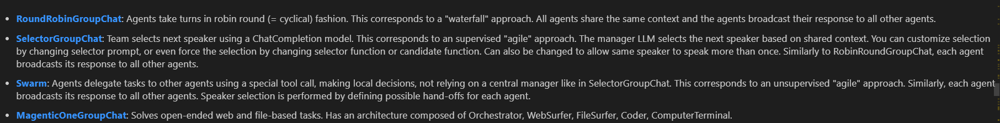 • RoundRobinGroupChat: Agents take turns in robin round (= cyclical) fashion. This corresponds to a "waterfall" approach. All agents share the same context and the agents broadcast their response to all other agents.
• SelectorGroupChat: Team selects next speaker using a ChatCompletion model. This corresponds to an supervised "agile" approach. The manager LLM selects the next speaker based on shared context. You can customize selection
by changing selector prompt, or even force the selection by changing selector function or candidate function. Can also be changed to allow same speaker to speak more than once. Similarly to RobinRoundGroupChat, each agent
broadcasts its response to all other agents.
• Swarm: Agents delegate tasks to other agents using a special tool call, making local decisions, not relying on a central manager like in SelectorGroupChat. This corresponds to an unsupervised "agile" approach. Similarly, each agent
broadcasts its response to all other agents. Speaker selection is performed by defining possible hand-offs for each agent.
• MagenticOneGroupChat: Solves open-ended web and file-based tasks. Has an architecture composed of Orchestrator, WebSurfer, FileSurfer, Coder, ComputerTerminal.